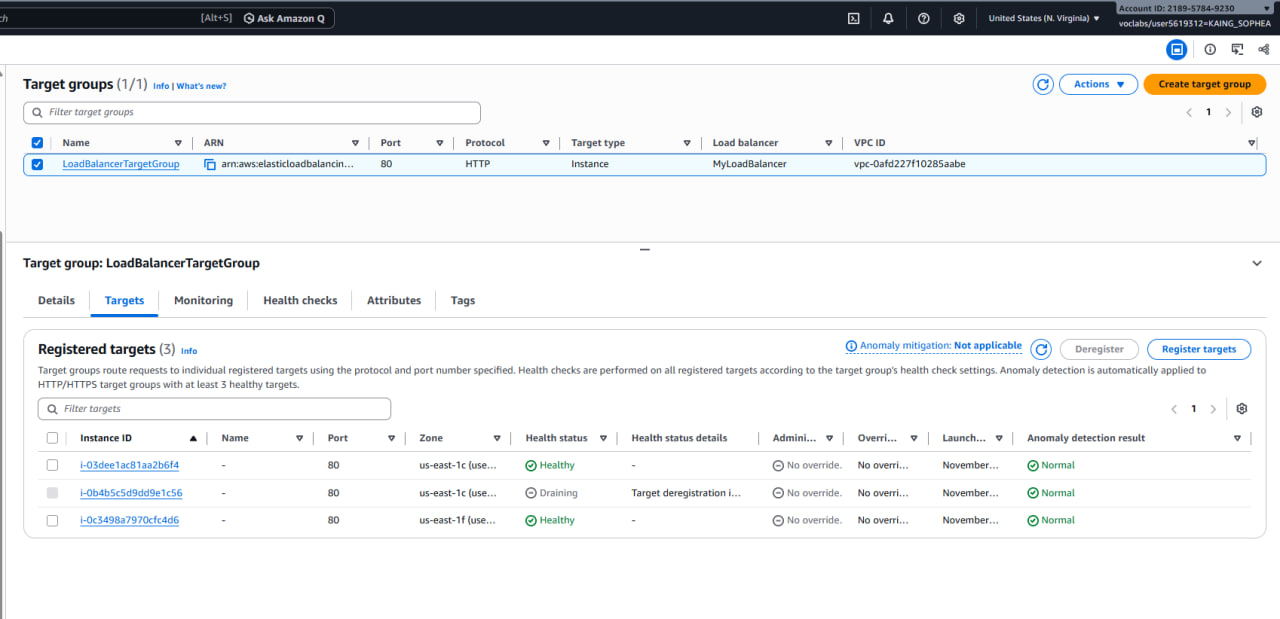 ch [Alt+S] Ask Amazon Q United States (N. Virginia) ▼ Account ID: 2189-5784-9230 ▼
voclabs/user5619312=KAING_SOPHEA
Target groups (1/1) Info | What's new? Actions ▼ Create target group
Filter target groups 1
Name ARN Port Protocol Target type Load balancer VPC ID
LoadBalancerTargetGroup arn:aws:elasticloadbalancin... 80 HTTP Instance MyLoadBalancer vpc-0afd227f10285aabe
Target group: LoadBalancerTargetGroup
Details Targets Monitoring Health checks Attributes Tags
Registered targets (3) Info Anomaly mitigation: Not applicable Deregister Register targets
Target groups route requests to individual registered targets using the protocol and port number specified. Health checks are performed on all registered targets according to the target group's health check settings. Anomaly detection is automatically applied to
HTTP/HTTPS target groups with at least 3 healthy targets.
Filter targets 1
Instance ID Name Port Zone Health status Health status details Admini... Overri... Launch... Anomaly detection result
i-03dee1ac81aa2b6f4 - 80 us-east-1c (use... Healthy - No override. No overri... November... Normal
i-0b4b5c5d9dd9e1c56 - 80 us-east-1c (use... Draining Target deregistration i... No override. No overri... November... Normal
i-0c3498a7970cfc4d6 - 80 us-east-1f (use... Healthy - No override. No overri... November... Normal